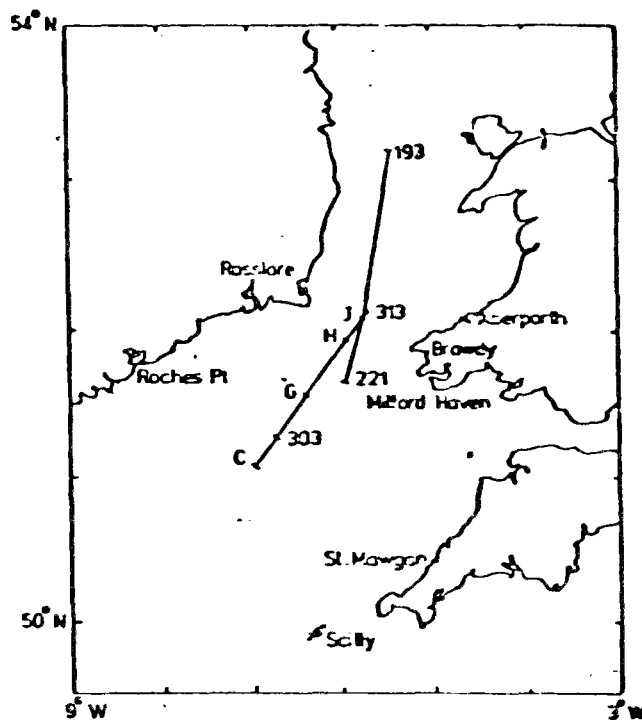 54° N
193
Rosslare
J
313
H
Aberporth
Brawdy
Roches Pt
221
G
Milford Haven
303
C
St. Mawgan
50° N
Scilly
9° W
3° W